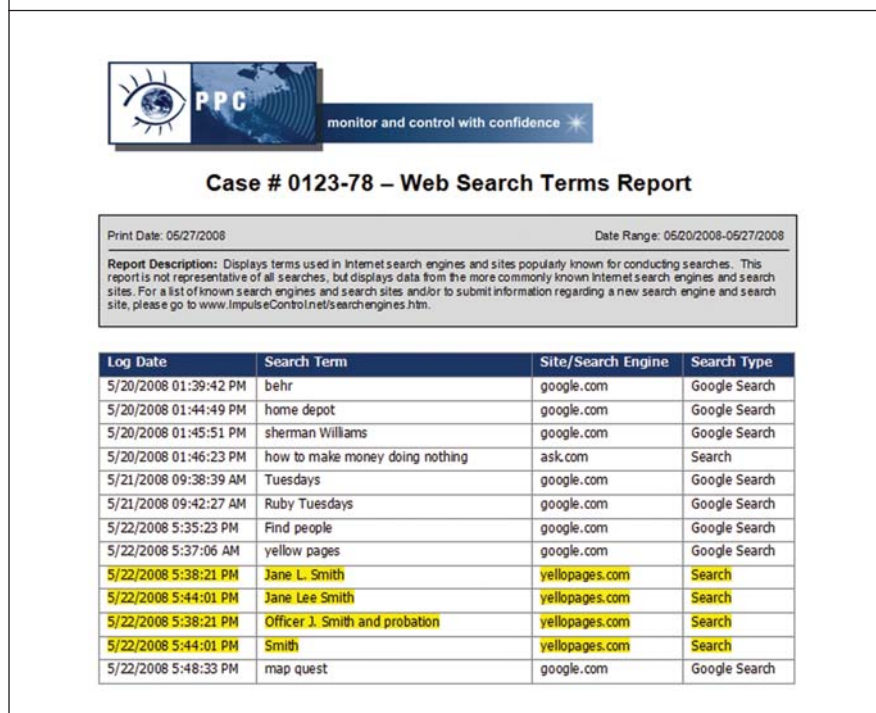 PPC
monitor and control with confidence
Case # 0123-78 – Web Search Terms Report
Print Date: 05/27/2008 Date Range: 05/20/2008-05/27/2008
Report Description: Displays terms used in Internet search engines and sites popularly known for conducting searches. This
report is not representative of all searches, but displays data from the more commonly known Internet search engines and search
sites. For a list of known search engines and search sites and/or to submit information regarding a new search engine and search
site, please go to www.ImpulseControl.net/searchengines.htm.
Log Date Search Term Site/Search Engine Search Type
5/20/2008 01:39:42 PM behr google.com Google Search
5/20/2008 01:44:49 PM home depot google.com Google Search
5/20/2008 01:45:51 PM sherman Williams google.com Google Search
5/20/2008 01:46:23 PM how to make money doing nothing ask.com Search
5/21/2008 09:38:39 AM Tuesdays google.com Google Search
5/21/2008 09:42:27 AM Ruby Tuesdays google.com Google Search
5/22/2008 5:35:23 PM Find people google.com Google Search
5/22/2008 5:37:06 AM yellow pages google.com Google Search
5/22/2008 5:38:21 PM Jane L. Smith yellopages.com Search
5/22/2008 5:44:01 PM Jane Lee Smith yellopages.com Search
5/22/2008 5:38:21 PM Officer J. Smith and probation yellopages.com Search
5/22/2008 5:44:01 PM Smith yellopages.com Search
5/22/2008 5:48:33 PM map quest google.com Google Search